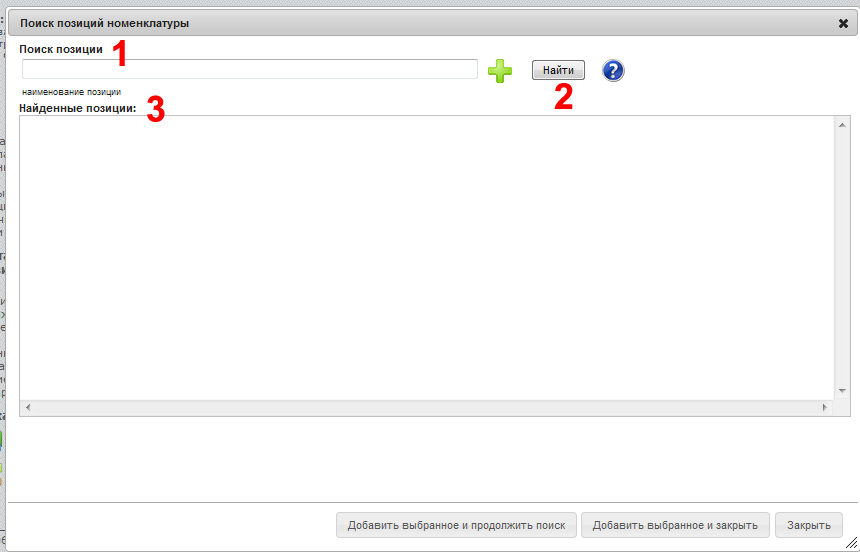 Поиск позиций номенклатуры
Поиск позиции 1
Найти ?
2
наименование позиции
Найденные позиции: 3
Добавить выбранное и продолжить поиск Добавить выбранное и закрыть Закрыть